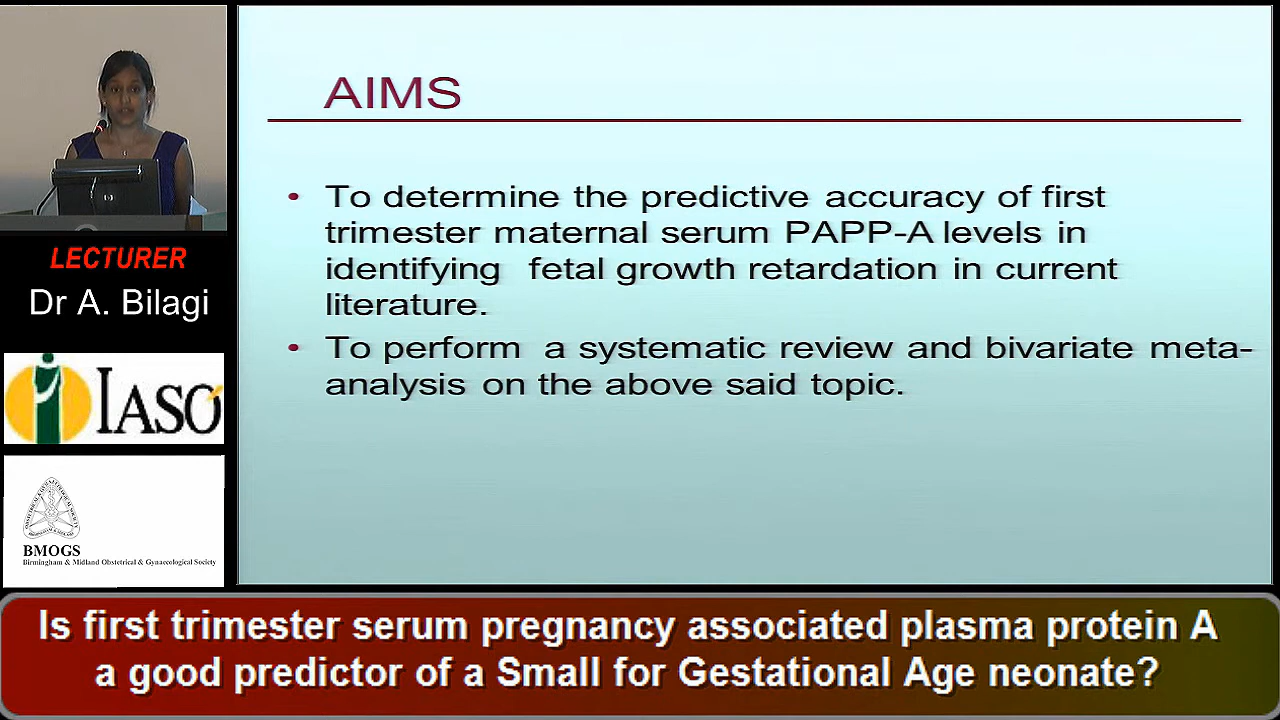 AIMS
• To determine the predictive accuracy of first
trimester maternal serum PAPP-A levels in
identifying fetal growth retardation in current
literature.
• To perform a systematic review and bivariate meta-
analysis on the above said topic.
LECTURER
Dr A. Bilagi
IASO
BMOGS
Birmingham & Midland Obstetrical & Gynaecological Society
Is first trimester serum pregnancy associated plasma protein A
a good predictor of a Small for Gestational Age neonate?